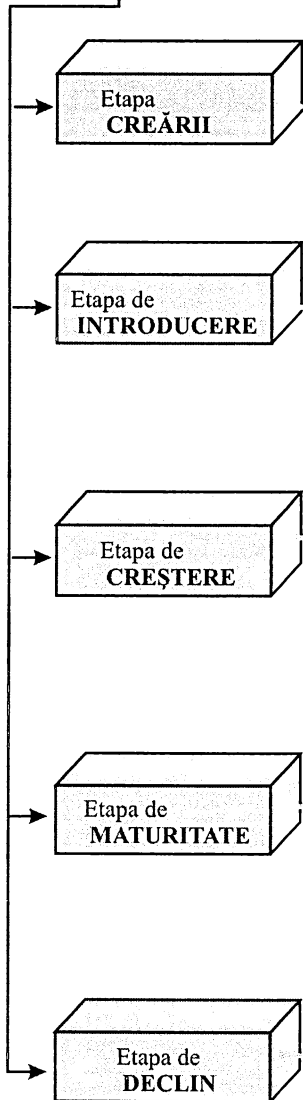 Etapa
CREĂRII
Etapa de
INTRODUCERE
Etapa de
CREȘTERE
Etapa de
MATURITATE
Etapa de
DECLIN